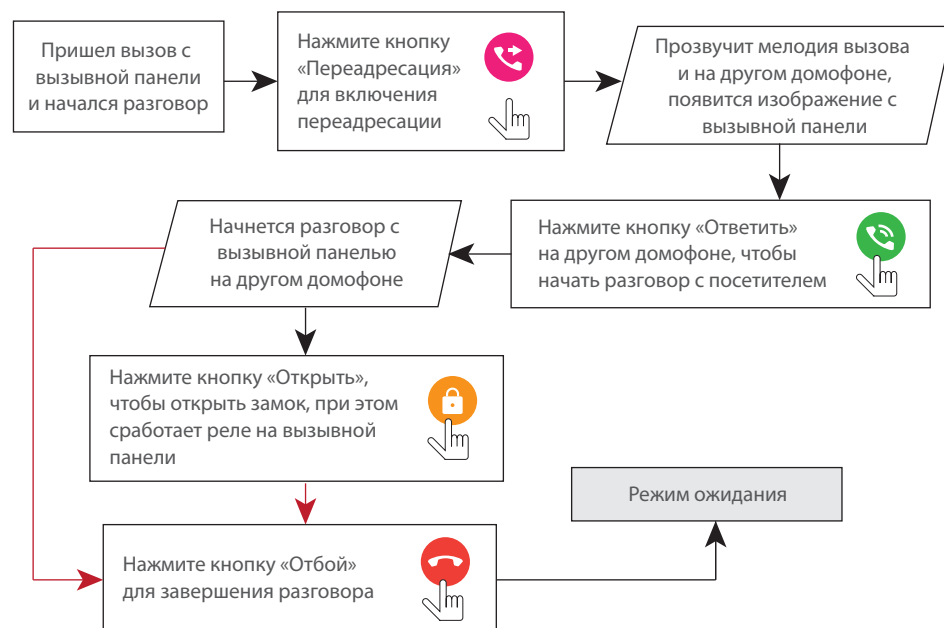 Пришел вызов с
вызывной панели
и начался разговор
Нажмите кнопку
«Переадресация»
для включения
переадресации
Прозвучит мелодия вызова
и на другом домофоне,
появится изображение с
вызывной панели
Нажмите кнопку «Ответить»
на другом домофоне, чтобы
начать разговор с посетителем
Начнется разговор с
вызывной панелью
на другом домофоне
Нажмите кнопку «Открыть»,
чтобы открыть замок, при этом
сработает реле на вызывной
панели
Нажмите кнопку «Отбой»
для завершения разговора
Режим ожидания